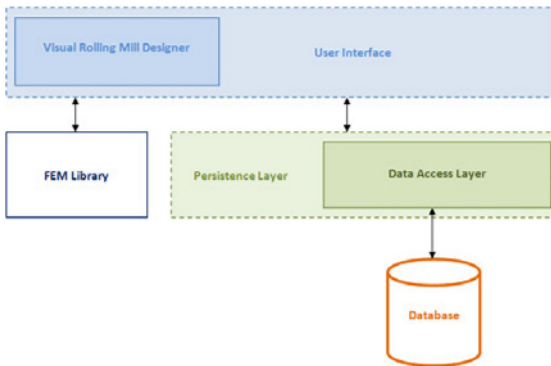 Visual Rolling Mill Designer
User Interface
FEM Library
Persistence Layer
Data Access Layer
Database